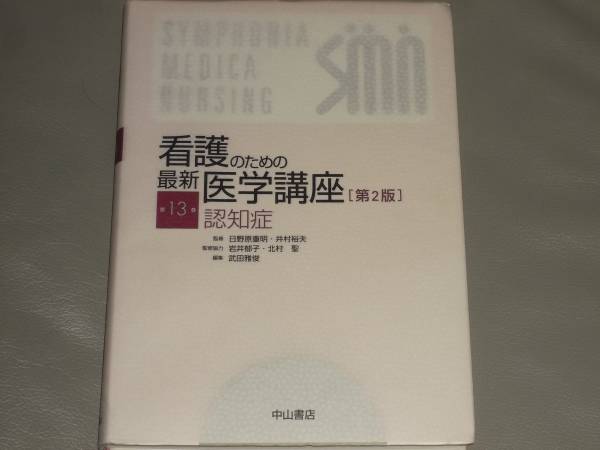 SYMPHONIA
MEDICA
NURSING
SMN
看護のための
最新医学講座[第2版]
第13巻 認知症
監修 日野原重明・井村裕夫
監修協力 岩井郁子・北村 聖
編集 武田雅俊
中山書店